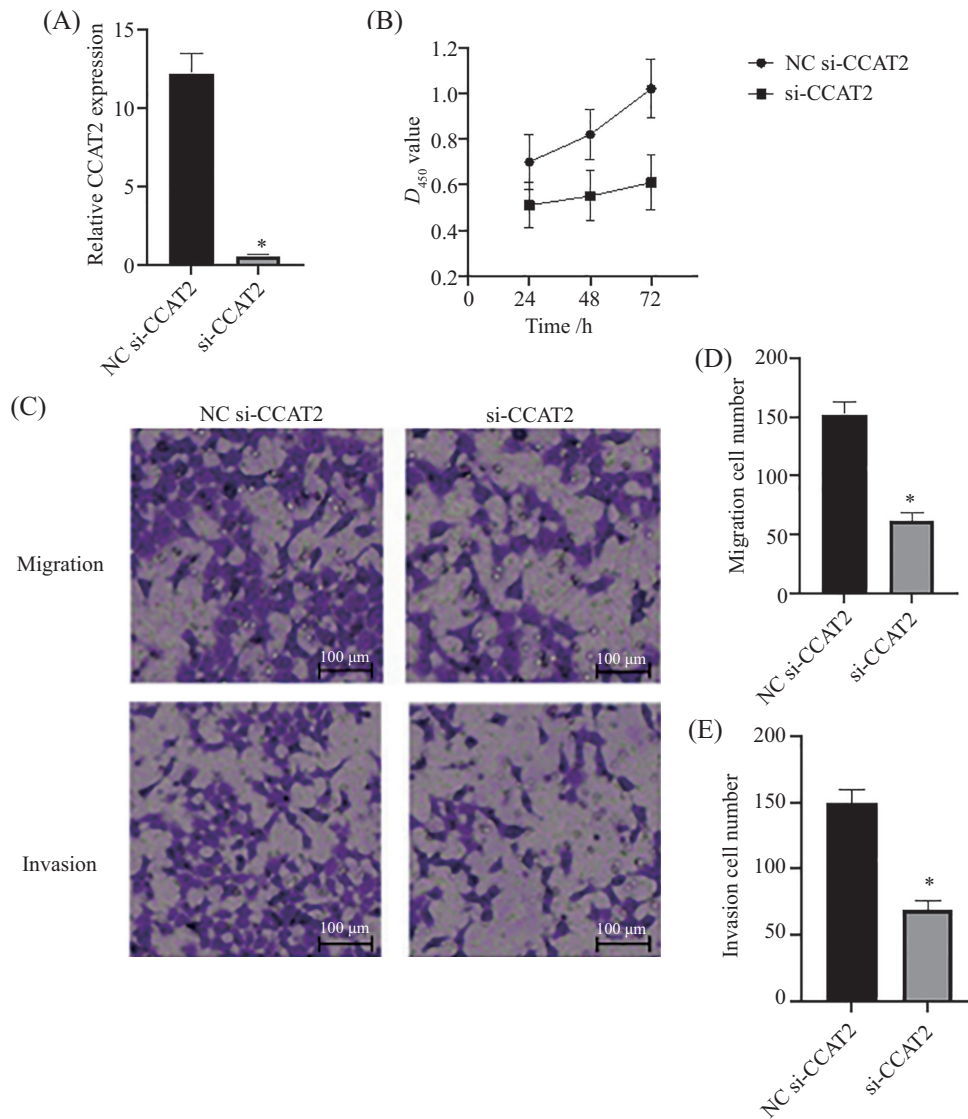 (A)
Relative CCAT2 expression
15
10
5
0
*
NC si-CCAT2
si-CCAT2
(B)
D450 value
1.2
1.0
0.8
0.6
0.4
0.2
0
24
48
72
Time /h
NC si-CCAT2
si-CCAT2
(C)
NC si-CCAT2
si-CCAT2
Migration
100 μm
100 μm
Invasion
100 μm
100 μm
(D)
Migration cell number
200
150
100
50
0
*
NC si-CCAT2
si-CCAT2
(E)
Invasion cell number
200
150
100
50
0
*
NC si-CCAT2
si-CCAT2